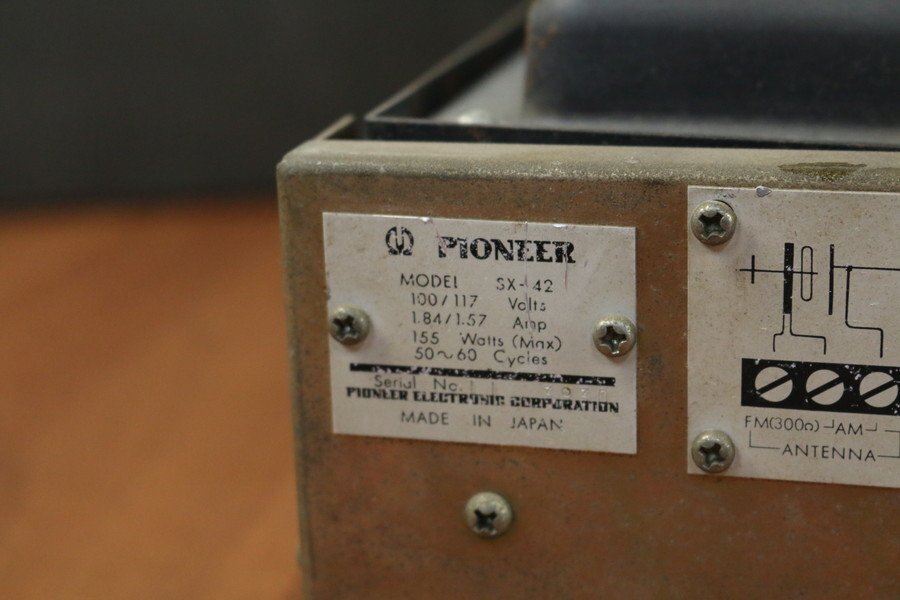 PIONEER
MODEL SX-42
100/117 Volts
1.84/1.57 Amp
155 Watts (Max)
50~60 Cycles
Serial No.
PIONEER ELECTRONIC CORPORATION
MADE IN JAPAN
FM(300Ω) AM
ANTENNA